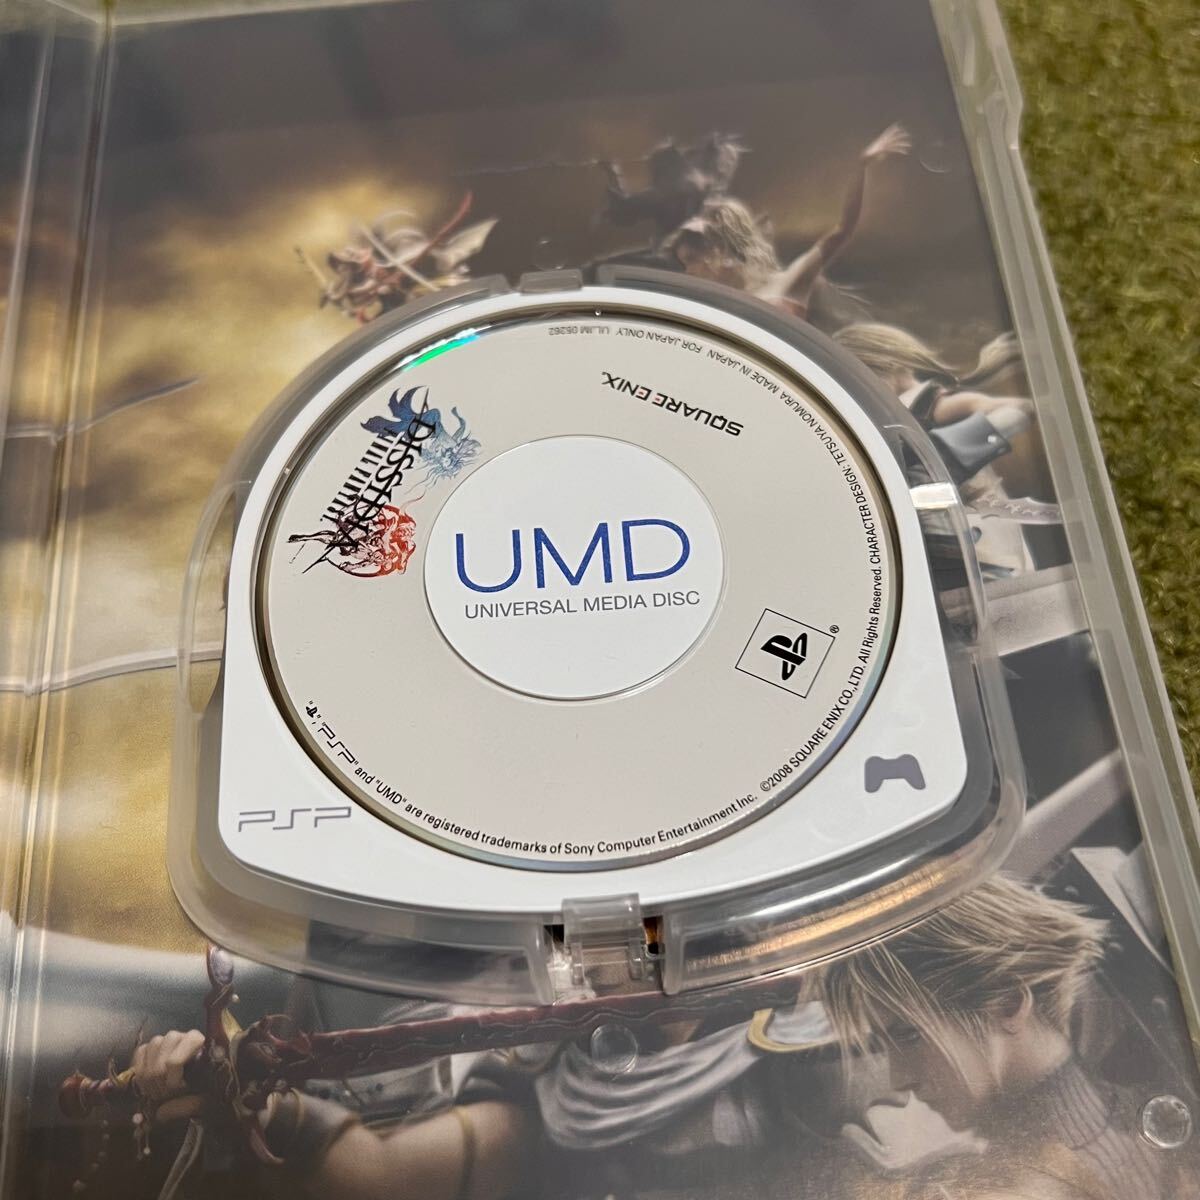 UMD
UNIVERSAL MEDIA DISC
SQUARE ENIX.
DISSIDIA
FINAL FANTASY
ULJM 05262
FOR JAPAN ONLY
MADE IN JAPAN
CHARACTER DESIGN: TETSUYA NOMURA
©2008 SQUARE ENIX CO., LTD. All Rights Reserved.
" ", "PSP" and "UMD" are registered trademarks of Sony Computer Entertainment Inc.
®
PSP